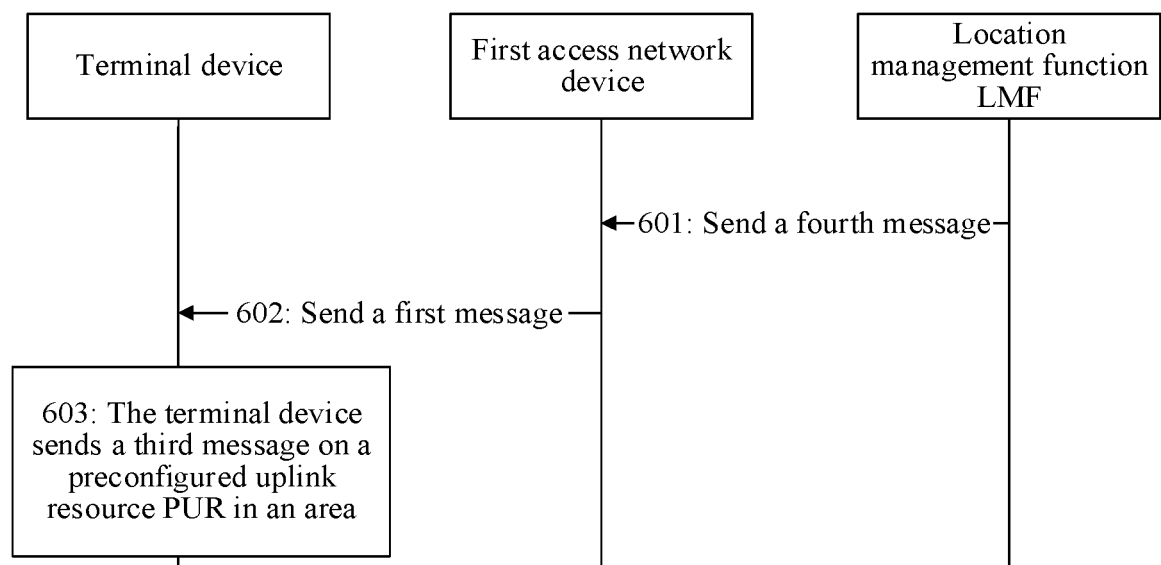 Terminal device
First access network
device
Location
management function
LMF
601: Send a fourth message
602: Send a first message
603: The terminal device
sends a third message on a
preconfigured uplink
resource PUR in an area